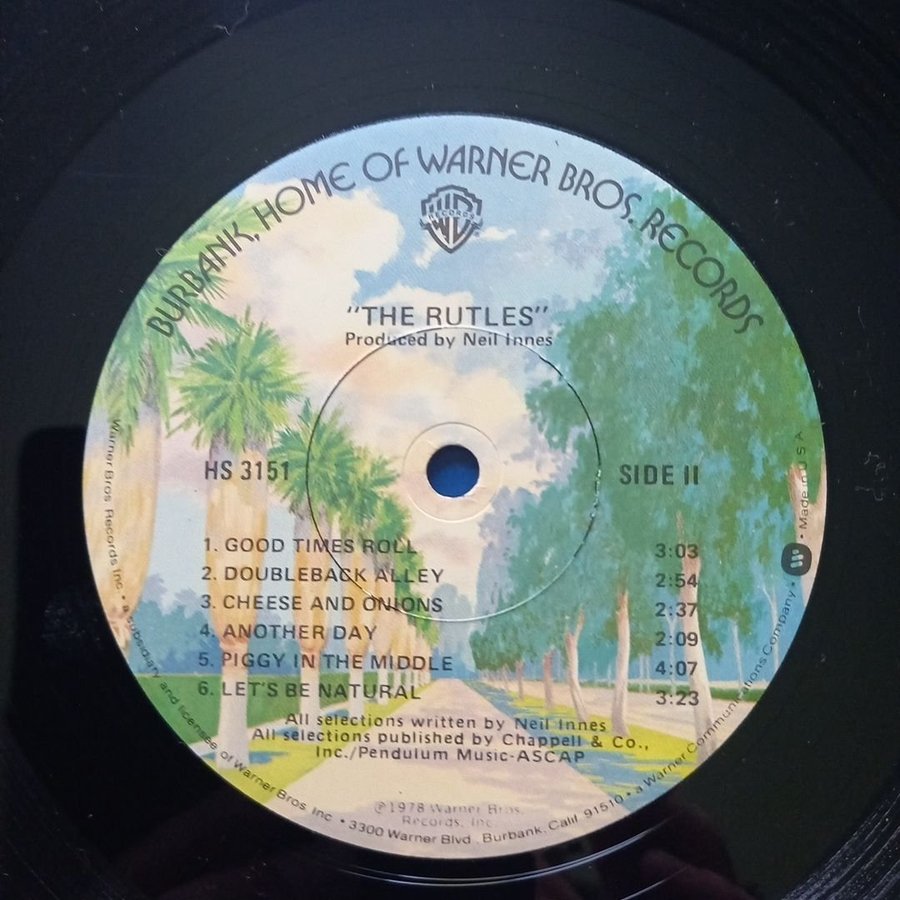 BURBANK, HOME OF WARNER BROS. RECORDS
WB
RECORDS
"THE RUTLES"
Produced by Neil Innes
HS 3151
SIDE II
1. GOOD TIMES ROLL 3:03
2. DOUBLEBACK ALLEY 2:54
3. CHEESE AND ONIONS 2:37
4. ANOTHER DAY 2:09
5. PIGGY IN THE MIDDLE 4:07
6. LET'S BE NATURAL 3:23
All selections written by Neil Innes
All selections published by Chappell & Co.,
Inc./Pendulum Music-ASCAP
℗1978 Warner Bros.
Records, Inc.
Warner Bros Records Inc. • a subsidiary and licensee of Warner Bros. Inc • 3300 Warner Blvd., Burbank, Calif. 91510 • a Warner Communications Company • Made in U S A